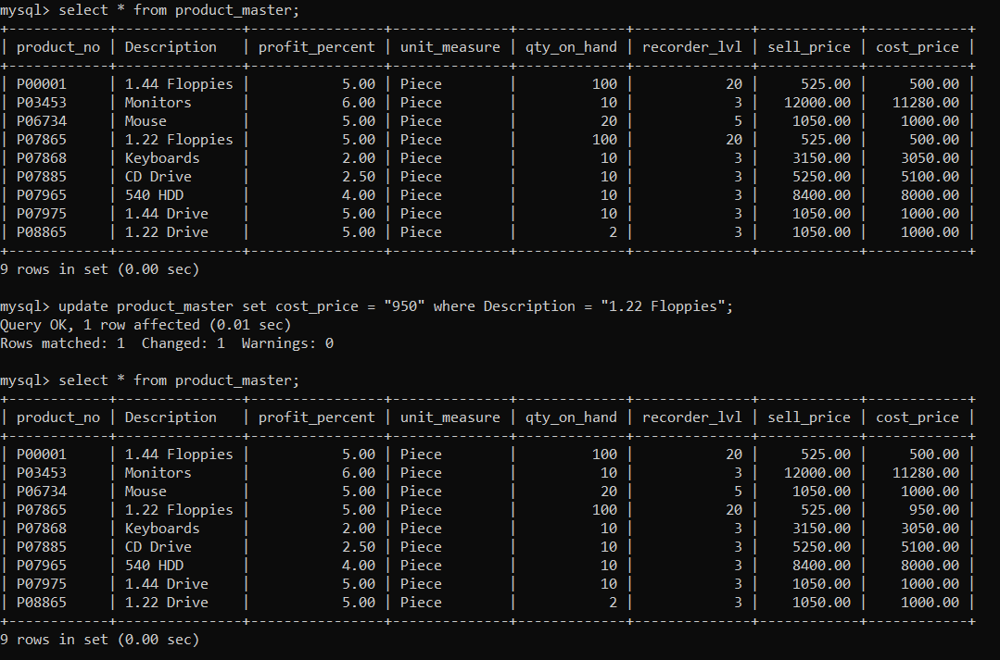 mysql> select * from product_master;
+------------+----------------+----------------+--------------+-------------+--------------+------------+------------+
| product_no | Description    | profit_percent | unit_measure | qty_on_hand | recorder_lvl | sell_price | cost_price |
+------------+----------------+----------------+--------------+-------------+--------------+------------+------------+
| P00001     | 1.44 Floppies |           5.00 | Piece        |         100 |           20 |     525.00 |     500.00 |
| P03453     | Monitors      |           6.00 | Piece        |          10 |            3 |   12000.00 |   11280.00 |
| P06734     | Mouse         |           5.00 | Piece        |          20 |            5 |    1050.00 |    1000.00 |
| P07865     | 1.22 Floppies |           5.00 | Piece        |         100 |           20 |     525.00 |     500.00 |
| P07868     | Keyboards     |           2.00 | Piece        |          10 |            3 |    3150.00 |    3050.00 |
| P07885     | CD Drive      |           2.50 | Piece        |          10 |            3 |    5250.00 |    5100.00 |
| P07965     | 540 HDD       |           4.00 | Piece        |          10 |            3 |    8400.00 |    8000.00 |
| P07975     | 1.44 Drive    |           5.00 | Piece        |          10 |            3 |    1050.00 |    1000.00 |
| P08865     | 1.22 Drive    |           5.00 | Piece        |           2 |            3 |    1050.00 |    1000.00 |
+------------+---------------+----------------+--------------+-------------+--------------+------------+------------+
9 rows in set (0.00 sec)
mysql> update product_master set cost_price = "950" where Description = "1.22 Floppies";
Query OK, 1 row affected (0.01 sec)
Rows matched: 1  Changed: 1  Warnings: 0
mysql> select * from product_master;
+------------+---------------+----------------+--------------+-------------+--------------+------------+------------+
| product_no | Description   | profit_percent | unit_measure | qty_on_hand | recorder_lvl | sell_price | cost_price |
+------------+---------------+----------------+--------------+-------------+--------------+------------+------------+
| P00001     | 1.44 Floppies |           5.00 | Piece        |         100 |           20 |     525.00 |     500.00 |
| P03453     | Monitors      |           6.00 | Piece        |          10 |            3 |   12000.00 |   11280.00 |
| P06734     | Mouse         |           5.00 | Piece        |          20 |            5 |    1050.00 |    1000.00 |
| P07865     | 1.22 Floppies |           5.00 | Piece        |         100 |           20 |     525.00 |     950.00 |
| P07868     | Keyboards     |           2.00 | Piece        |          10 |            3 |    3150.00 |    3050.00 |
| P07885     | CD Drive      |           2.50 | Piece        |          10 |            3 |    5250.00 |    5100.00 |
| P07965     | 540 HDD       |           4.00 | Piece        |          10 |            3 |    8400.00 |    8000.00 |
| P07975     | 1.44 Drive    |           5.00 | Piece        |          10 |            3 |    1050.00 |    1000.00 |
| P08865     | 1.22 Drive    |           5.00 | Piece        |           2 |            3 |    1050.00 |    1000.00 |
+------------+---------------+----------------+--------------+-------------+--------------+------------+------------+
9 rows in set (0.00 sec)